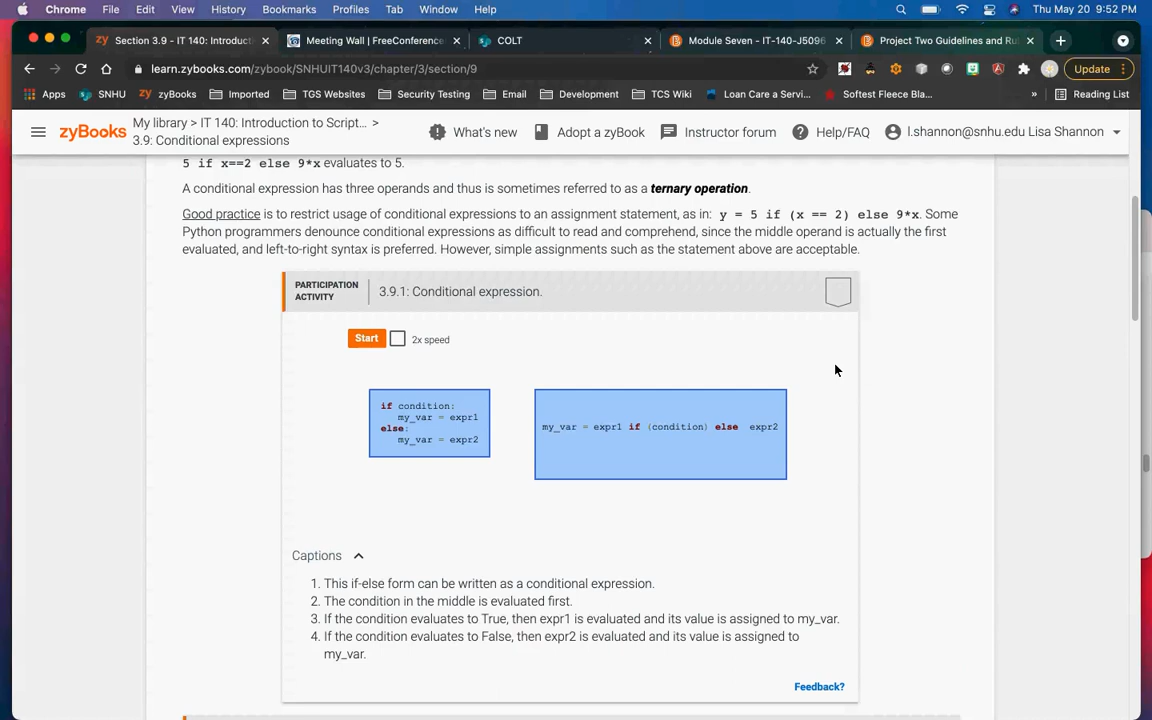 Chrome File Edit View History Bookmarks Profiles Tab Window Help Thu May 20 9:52 PM
Section 3.9 - IT 140: Introducti × Meeting Wall | FreeConference × COLT × Module Seven - IT-140-J5096 × Project Two Guidelines and Ru ×
learn.zybooks.com/zybook/SNHUIT140v3/chapter/3/section/9 Update
Apps SNHU zyBooks Imported TGS Websites Security Testing Email Development TCS Wiki Loan Care a Servi... Softest Fleece Bla... » Reading List
zyBooks
My library > IT 140: Introduction to Script... >
3.9: Conditional expressions
What's new Adopt a zyBook Instructor forum Help/FAQ l.shannon@snhu.edu Lisa Shannon
5 if x==2 else 9*x evaluates to 5.
A conditional expression has three operands and thus is sometimes referred to as a ternary operation.
Good practice is to restrict usage of conditional expressions to an assignment statement, as in: y = 5 if (x == 2) else 9*x. Some
Python programmers denounce conditional expressions as difficult to read and comprehend, since the middle operand is actually the first
evaluated, and left-to-right syntax is preferred. However, simple assignments such as the statement above are acceptable.
PARTICIPATION
ACTIVITY
3.9.1: Conditional expression.
Start 2x speed
if condition:
my_var = expr1
else:
my_var = expr2
my_var = expr1 if (condition) else expr2
Captions
1. This if-else form can be written as a conditional expression.
2. The condition in the middle is evaluated first.
3. If the condition evaluates to True, then expr1 is evaluated and its value is assigned to my_var.
4. If the condition evaluates to False, then expr2 is evaluated and its value is assigned to
my_var.
Feedback?